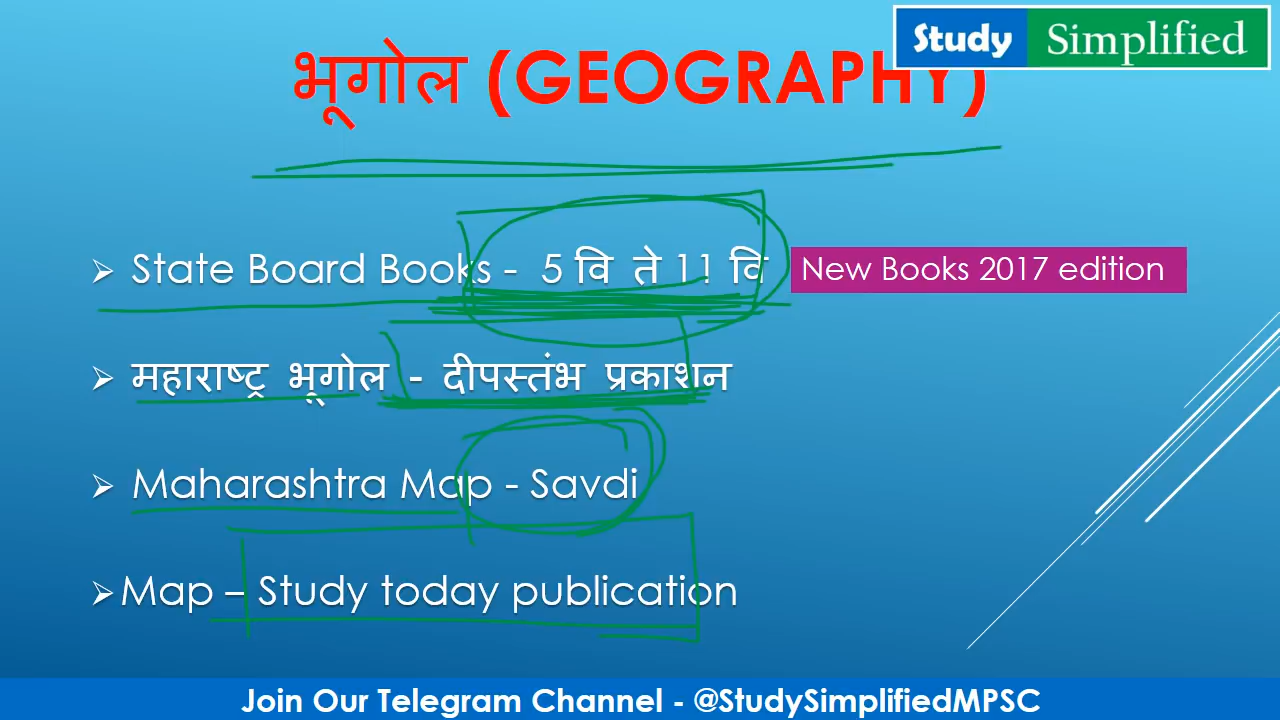 Study Simplified
भूगोल (GEOGRAPHY)
State Board Books - 5 वि ते 11 वि New Books 2017 edition
महाराष्ट्र भूगोल - दीपस्तंभ प्रकाशन
Maharashtra Map - Savdi
Map – Study today publication
Join Our Telegram Channel - @StudySimplifiedMPSC